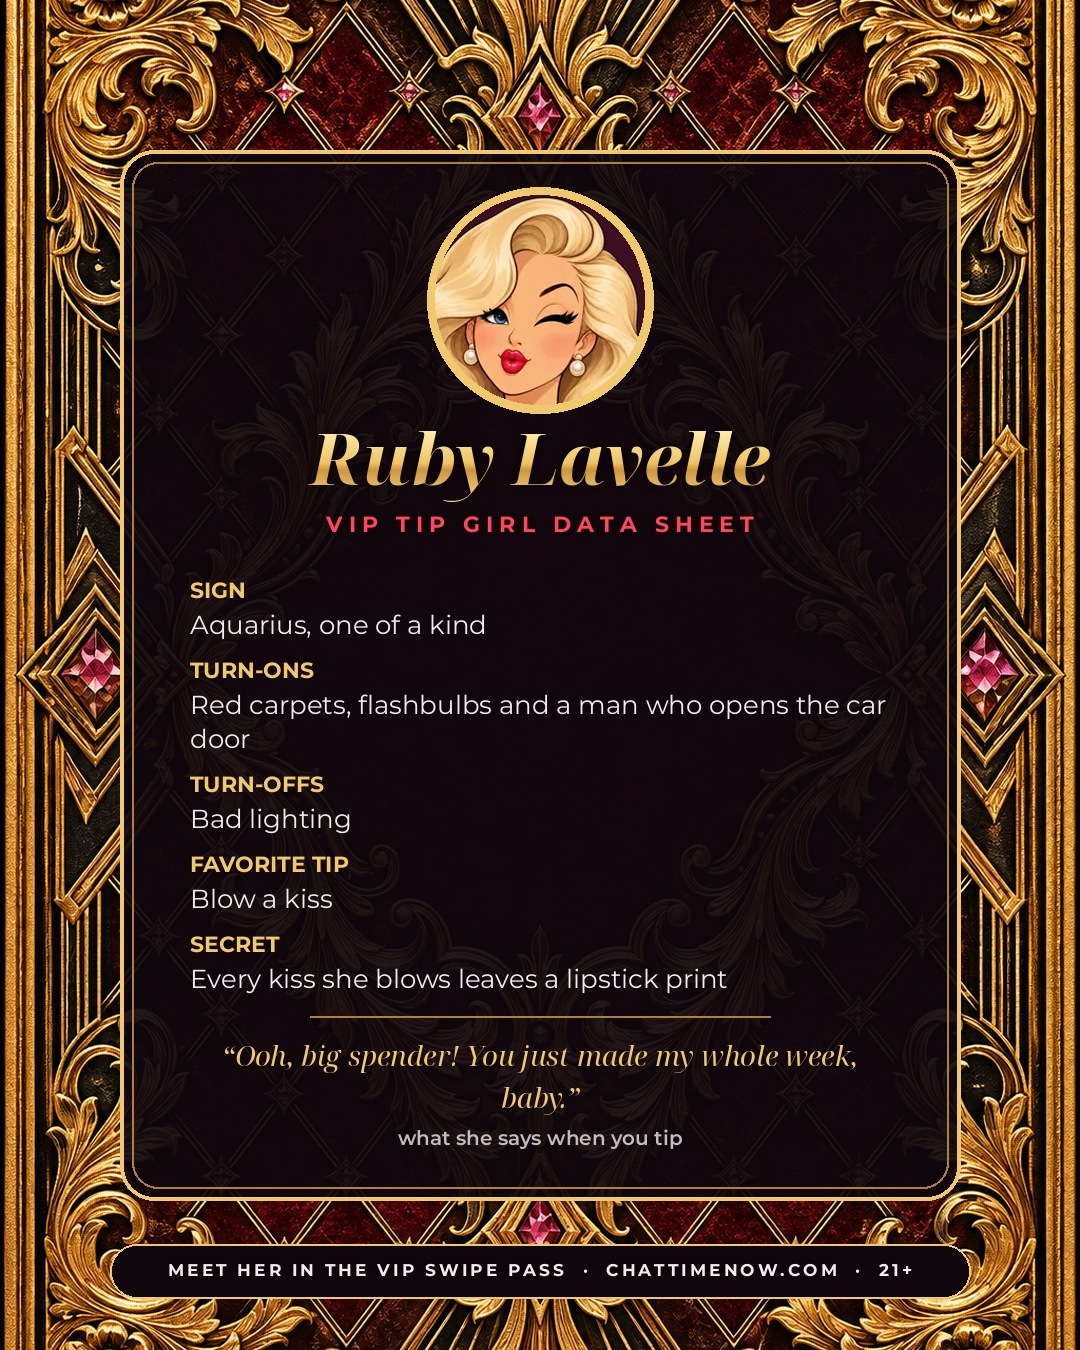 Ruby Lavelle
VIP TIP GIRL DATA SHEET
SIGN
Aquarius, one of a kind
TURN-ONS
Red carpets, flashbulbs and a man who opens the car
door
TURN-OFFS
Bad lighting
FAVORITE TIP
Blow a kiss
SECRET
Every kiss she blows leaves a lipstick print
“Ooh, big spender! You just made my whole week,
baby.”
what she says when you tip
MEET HER IN THE VIP SWIPE PASS · CHATTIMENOW.COM · 21+